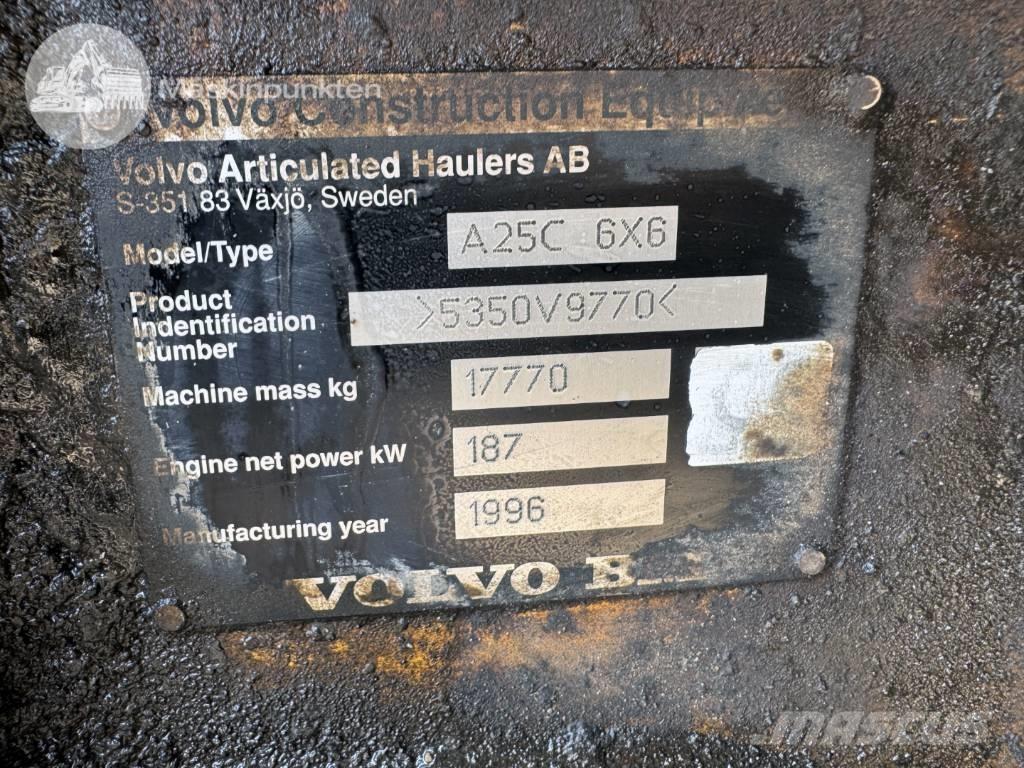 Maskinpunkten
Volvo Construction
Volvo Articulated Haulers AB
S-351 83 Växjö, Sweden
Model/Type A25C 6X6
Product
Indentification
Number >5350V9770<
Machine mass kg 17770
Engine net power kW 187
Manufacturing year 1996
VOLVO
MASCUS